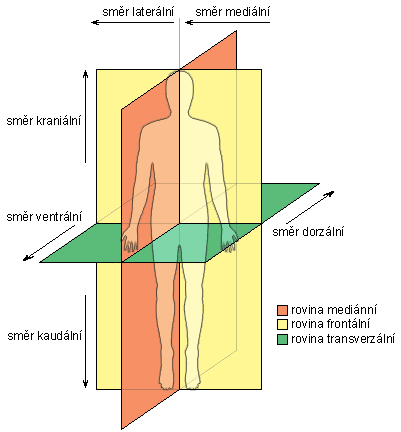 směr laterální
směr mediální
směr kraniální
směr ventrální
směr dorzální
směr kaudální
rovina mediánní
rovina frontální
rovina transverzální